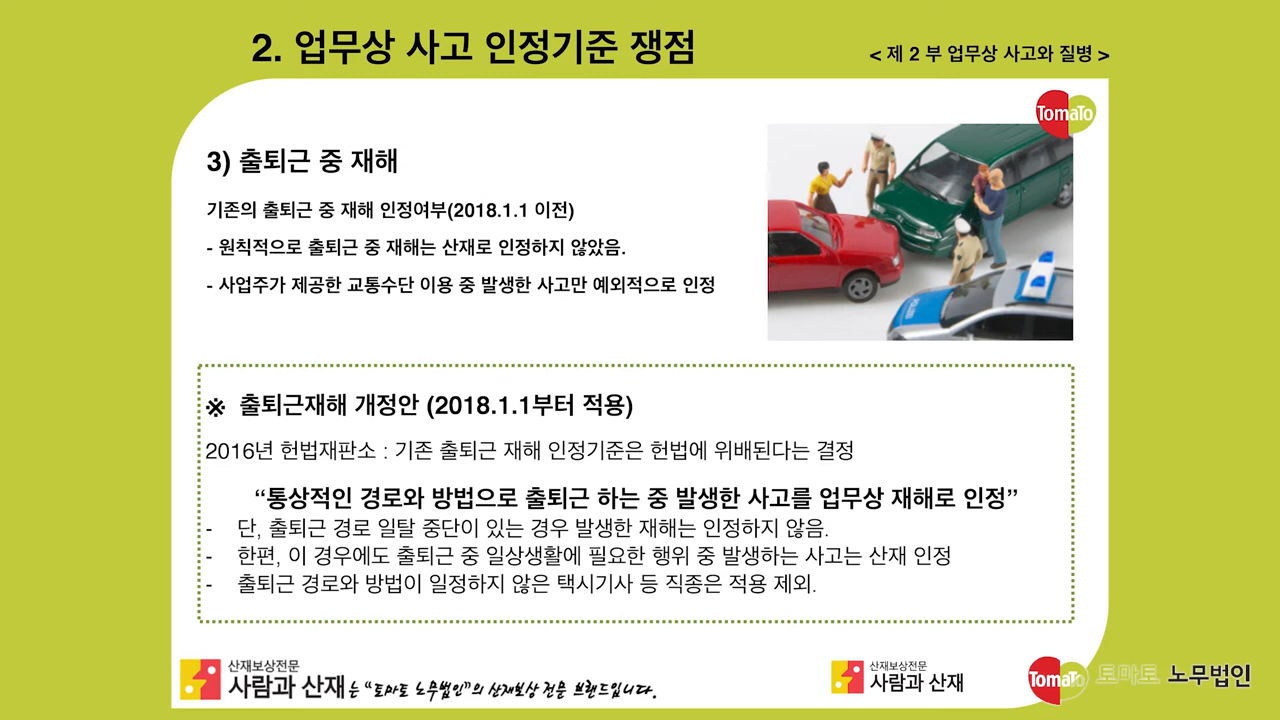 2. 업무상 사고 인정기준 쟁점
< 제 2 부 업무상 사고와 질병 >
TomaTo
3) 출퇴근 중 재해
기존의 출퇴근 중 재해 인정여부(2018.1.1 이전)
- 원칙적으로 출퇴근 중 재해는 산재로 인정하지 않았음.
- 사업주가 제공한 교통수단 이용 중 발생한 사고만 예외적으로 인정
POLIZEI
※ 출퇴근재해 개정안 (2018.1.1부터 적용)
2016년 헌법재판소 : 기존 출퇴근 재해 인정기준은 헌법에 위배된다는 결정
“통상적인 경로와 방법으로 출퇴근 하는 중 발생한 사고를 업무상 재해로 인정”
- 단, 출퇴근 경로 일탈 중단이 있는 경우 발생한 재해는 인정하지 않음.
- 한편, 이 경우에도 출퇴근 중 일상생활에 필요한 행위 중 발생하는 사고는 산재 인정
- 출퇴근 경로와 방법이 일정하지 않은 택시기사 등 직종은 적용 제외.
산재보상전문
사람과 산재는 “토마토 노무법인”의 산재보상 전문 브랜드입니다.
산재보상전문
사람과 산재
TomaTo 토마토 노무법인